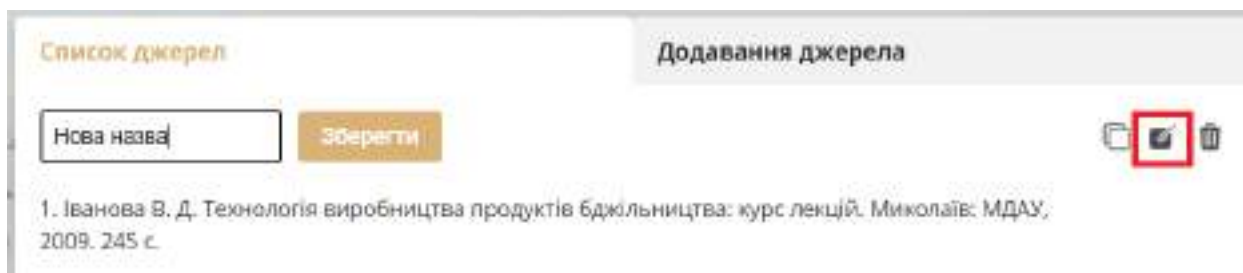 Список джерел
Додавання джерела
Нова назва
Зберегти
1. Іванова В. Д. Технологія виробництва продуктів бджільництва: курс лекцій. Миколаїв: МДАУ,
2009. 245 с.